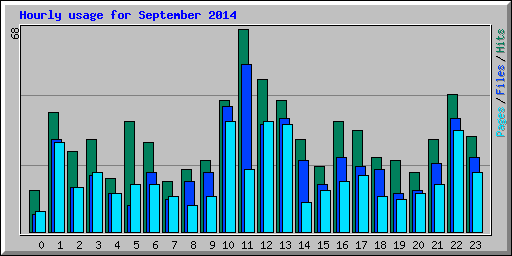 Hourly usage for September 2014
68
Pages/Files/Hits
0 1 2 3 4 5 6 7 8 9 10 11 12 13 14 15 16 17 18 19 20 21 22 23